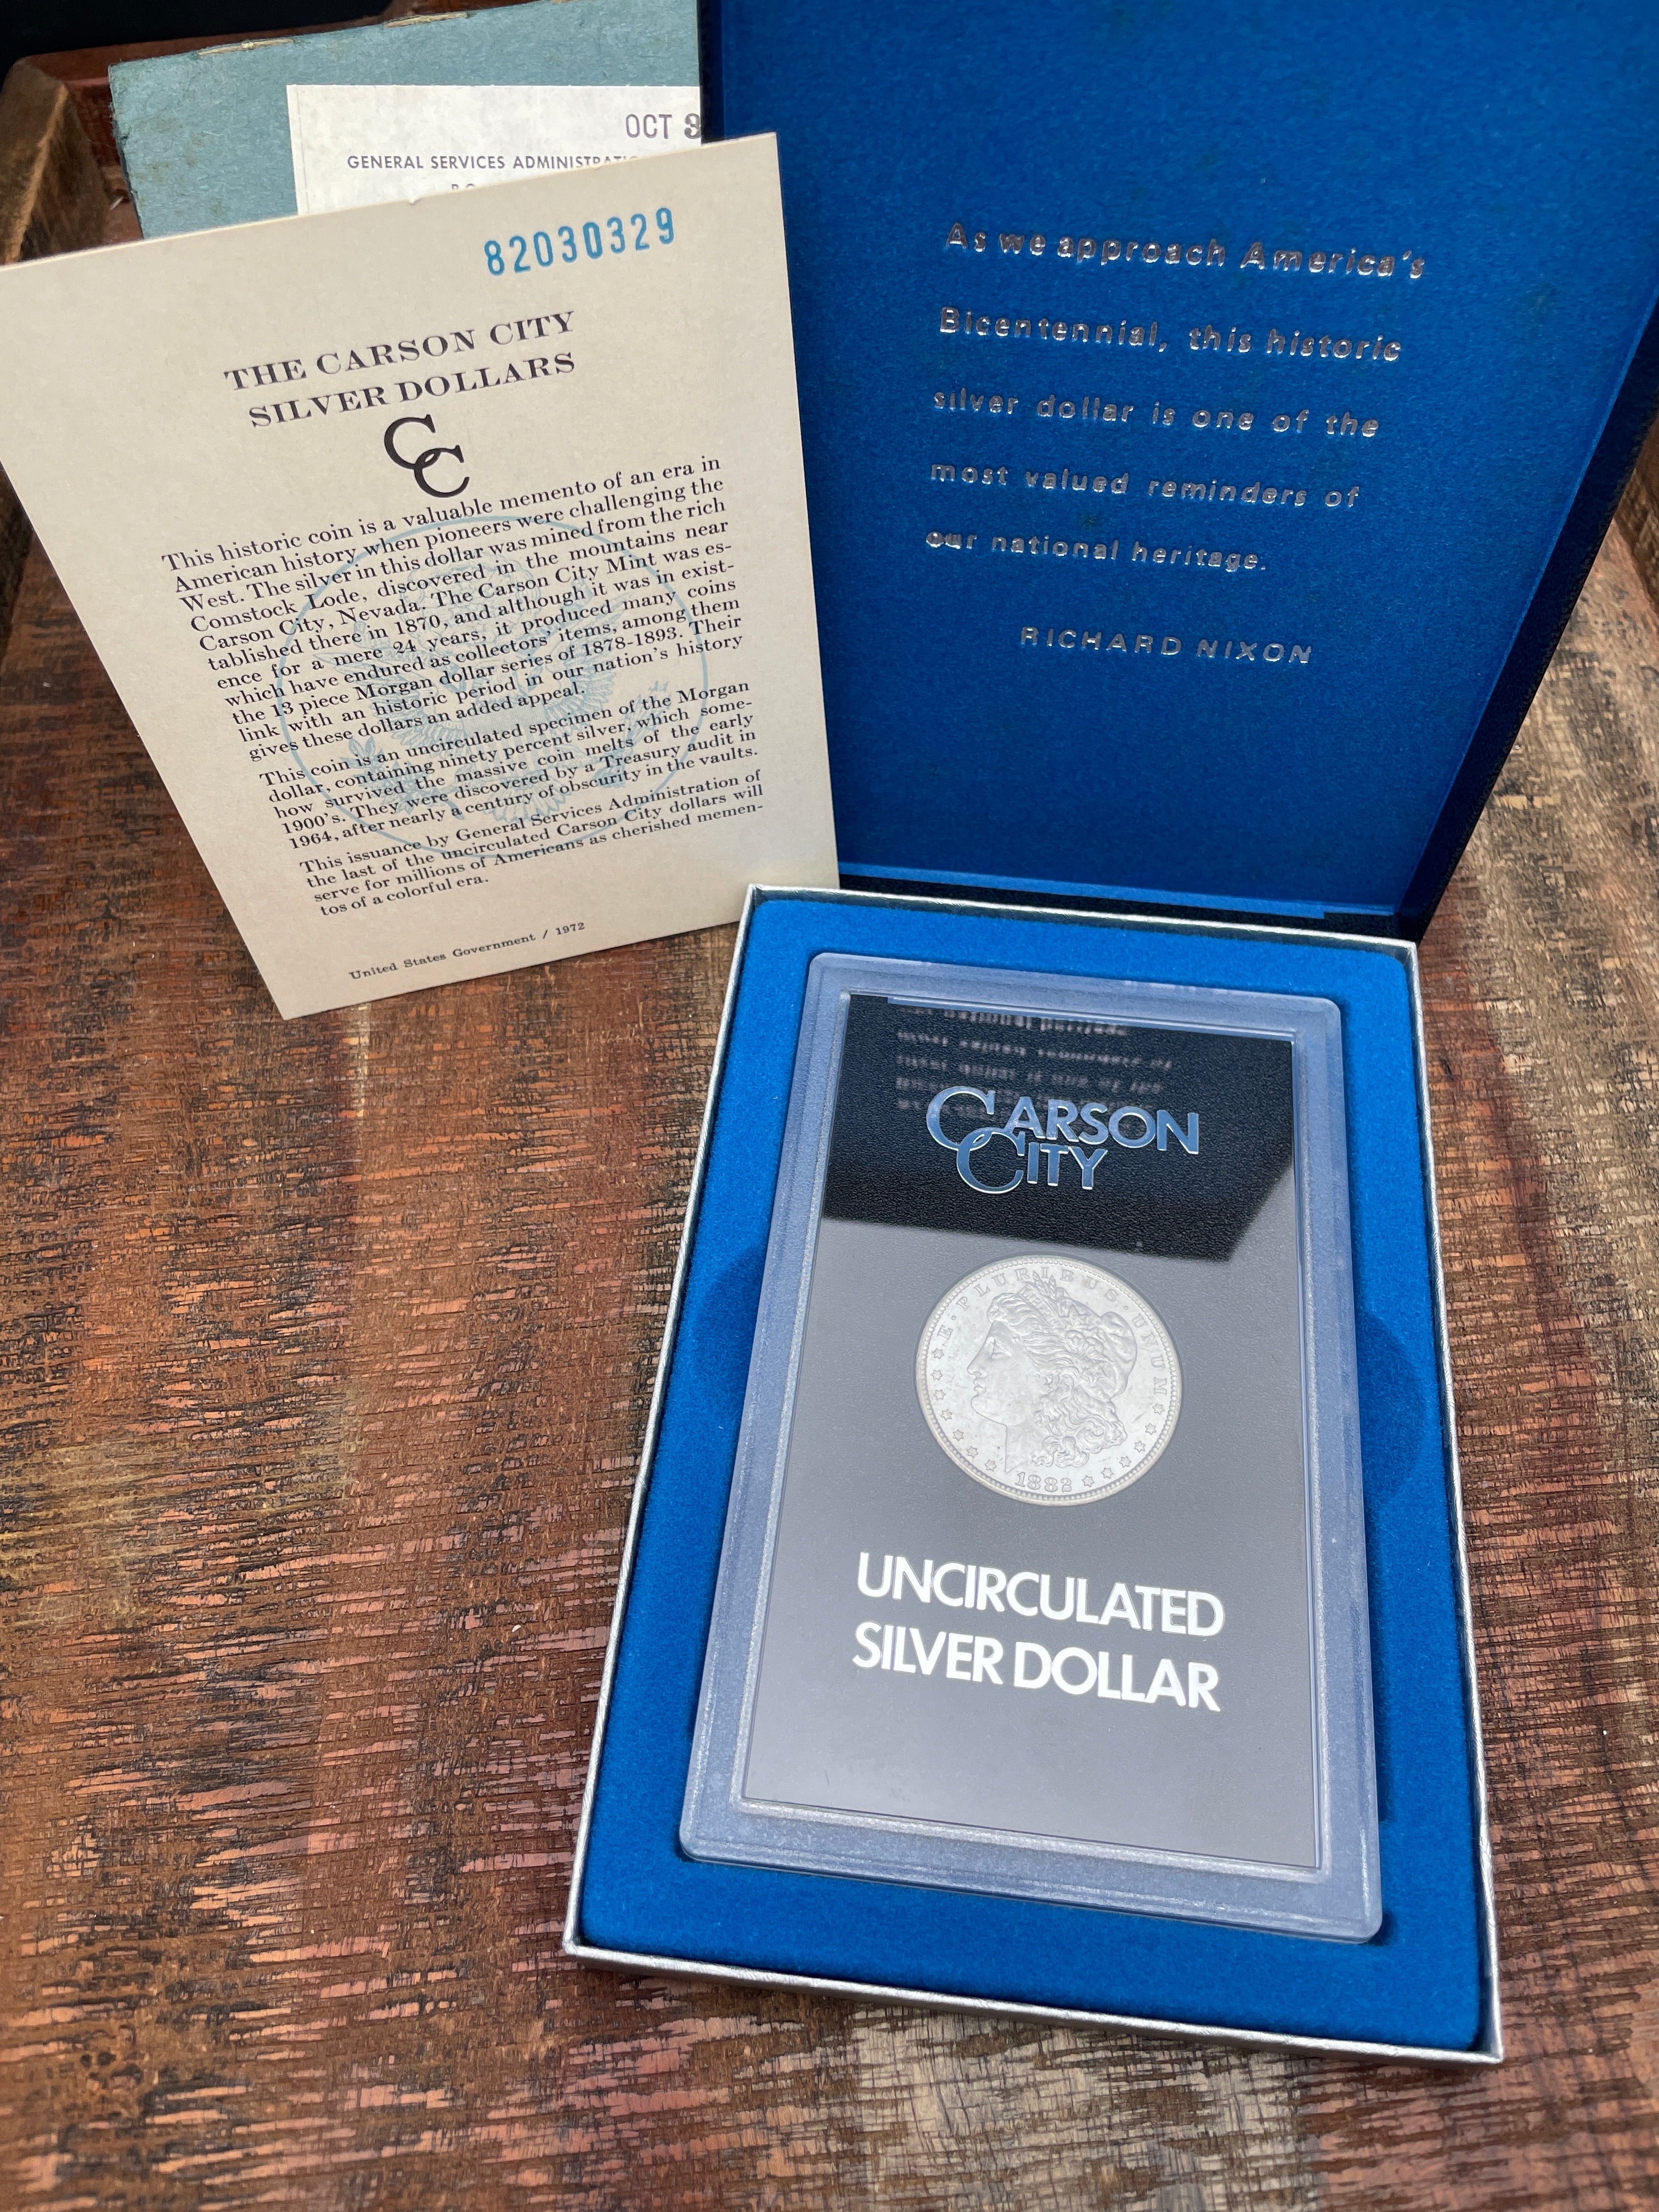 OCT 3
GENERAL SERVICES
82030329
THE CARSON CITY
SILVER DOLLARS
CC
This historic coin is a valuable memento of an era in
American history when pioneers were challenging the
West. The silver in this dollar was mined from the rich
Comstock Lode, discovered in the mountains near
Carson City, Nevada. The Carson City Mint was es-
tablished there in 1870, and although it was in exist-
ence for a mere 24 years, it produced many coins
which have endured as collectors' items, among them
the 13 piece Morgan dollar series of 1878-1893. Their
link with an historic period in our nation's history
gives these dollars an added appeal.
This coin is an uncirculated specimen of the Morgan
dollar, containing ninety percent silver, which some-
how survived the massive coin melts of the early
1900's. They were discovered by a Treasury audit in
1964, after nearly a century of obscurity in the vaults.
This issuance by General Services Administration of
the last of the uncirculated Carson City dollars will
serve for millions of Americans as cherished memen-
tos of a colorful era.
United States Government / 1972
As we approach America's
Bicentennial, this historic
silver dollar is one of the
most valued reminders of
our national heritage.
RICHARD NIXON
CARSON
CITY
E·PLURIBUS·UNUM
1882
UNCIRCULATED
SILVER DOLLAR